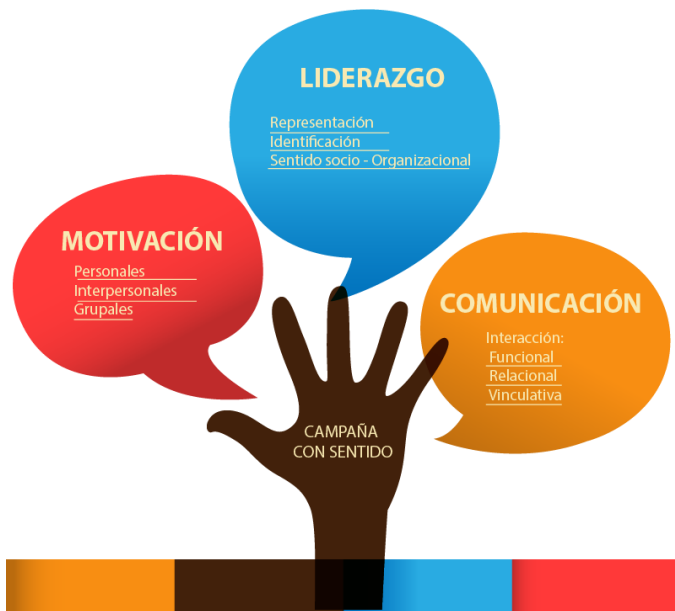 LIDERAZGO
Representación
Identificación
Sentido socio - Organizacional
MOTIVACIÓN
Personales
Interpersonales
Grupales
COMUNICACIÓN
Interacción:
Funcional
Relacional
Vinculativa
CAMPAÑA
CON SENTIDO